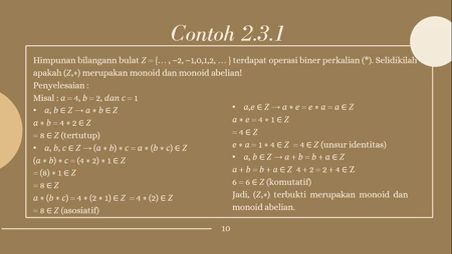 Contoh 2.3.1
Himpunan bilangann bulat Z = {… , −2, −1,0,1,2, … } terdapat operasi biner perkalian (*). Selidikilah
apakah (Z,∗) merupakan monoid dan monoid abelian!
Penyelesaian :
Misal : a = 4, b = 2, dan c = 1
• a, b ∈ Z → a ∗ b ∈ Z
a ∗ b = 4 ∗ 2 ∈ Z
= 8 ∈ Z (tertutup)
• a, b, c ∈ Z → (a ∗ b) ∗ c = a ∗ (b ∗ c) ∈ Z
(a ∗ b) ∗ c = (4 ∗ 2) ∗ 1 ∈ Z
= (8) ∗ 1 ∈ Z
= 8 ∈ Z
a ∗ (b ∗ c) = 4 ∗ (2 ∗ 1) ∈ Z = 4 ∗ (2) ∈ Z
= 8 ∈ Z (asosiatif)
• a,e ∈ Z → a ∗ e = e ∗ a = a ∈ Z
a ∗ e = 4 ∗ 1 ∈ Z
= 4 ∈ Z
e ∗ a = 1 ∗ 4 ∈ Z = 4 ∈ Z (unsur identitas)
• a, b ∈ Z → a + b = b + a ∈ Z
a + b = b + a ∈ Z 4 + 2 = 2 + 4 ∈ Z
6 = 6 ∈ Z (komutatif)
Jadi, (Z,∗) terbukti merupakan monoid dan
monoid abelian.
10